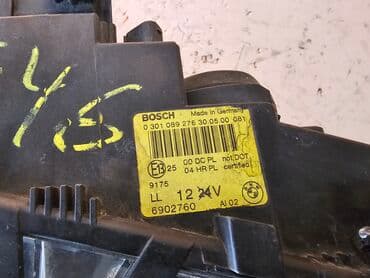 BOSCH Made in Germany
0 301 089 276 30.05.00 081
E13 25 00 DC PL not DOT
04 HR PL certified
9175
LL 12 24V
6902760 AI 02